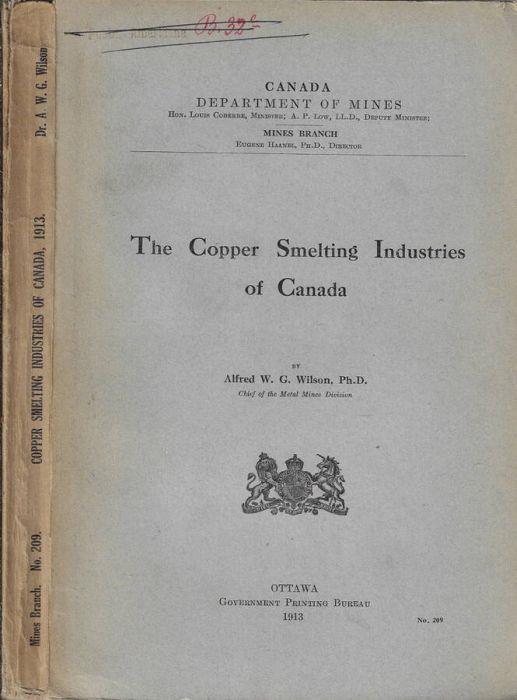 B. 32
CANADA
DEPARTMENT OF MINES
HON. LOUIS CODERRE, MINISTER; A. P. LOW, LL.D., DEPUTY MINISTER;
MINES BRANCH
EUGENE HAANEL, PH.D., DIRECTOR
The Copper Smelting Industries
of Canada
BY
Alfred W. G. Wilson, Ph.D.
Chief of the Metal Mines Division
OTTAWA
GOVERNMENT PRINTING BUREAU
1913
No. 209
Mines Branch. No. 209. COPPER SMELTING INDUSTRIES OF CANADA, 1913. Dr. A. W. G. Wilson